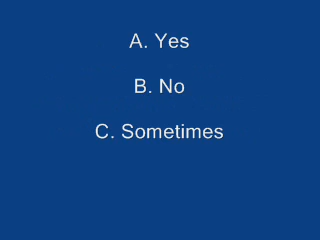 A. Yes
B. No
C. Sometimes